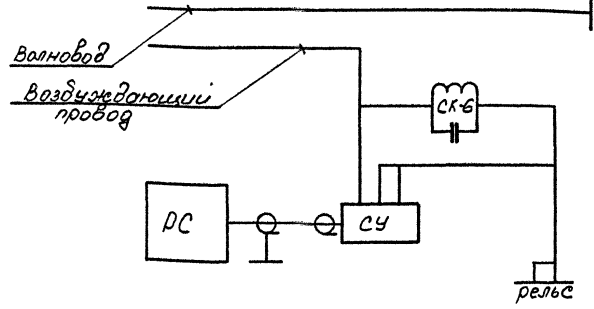 Волновод
Возбуждающий
провод
СК-6
РС
СУ
рельс